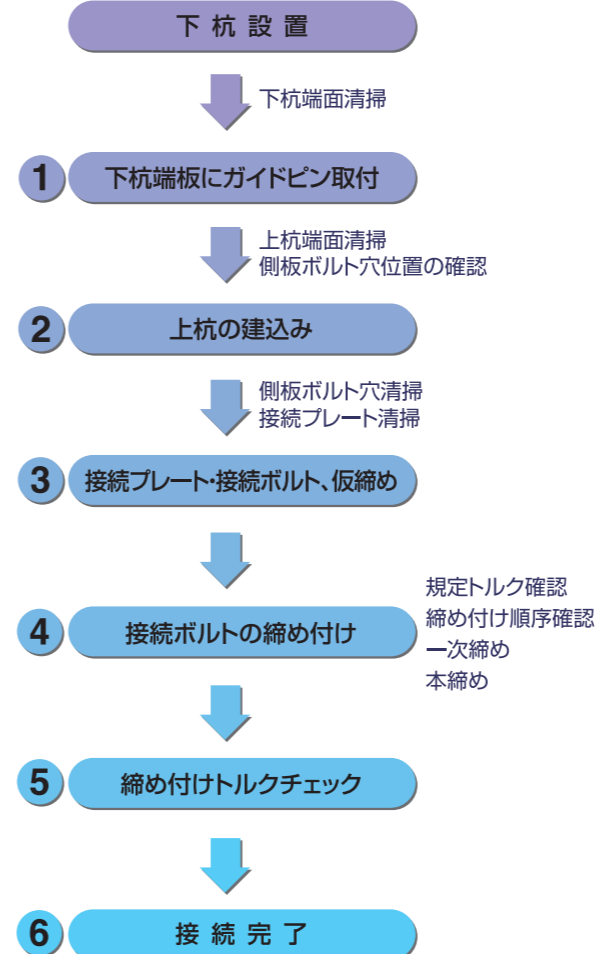 下杭設置
下杭端面清掃
1 下杭端板にガイドピン取付
上杭端面清掃
側板ボルト穴位置の確認
2 上杭の建込み
側板ボルト穴清掃
接続プレート清掃
3 接続プレート・接続ボルト、仮締め
4 接続ボルトの締め付け
規定トルク確認
締め付け順序確認
一次締め
本締め
5 締め付けトルクチェック
6 接続完了